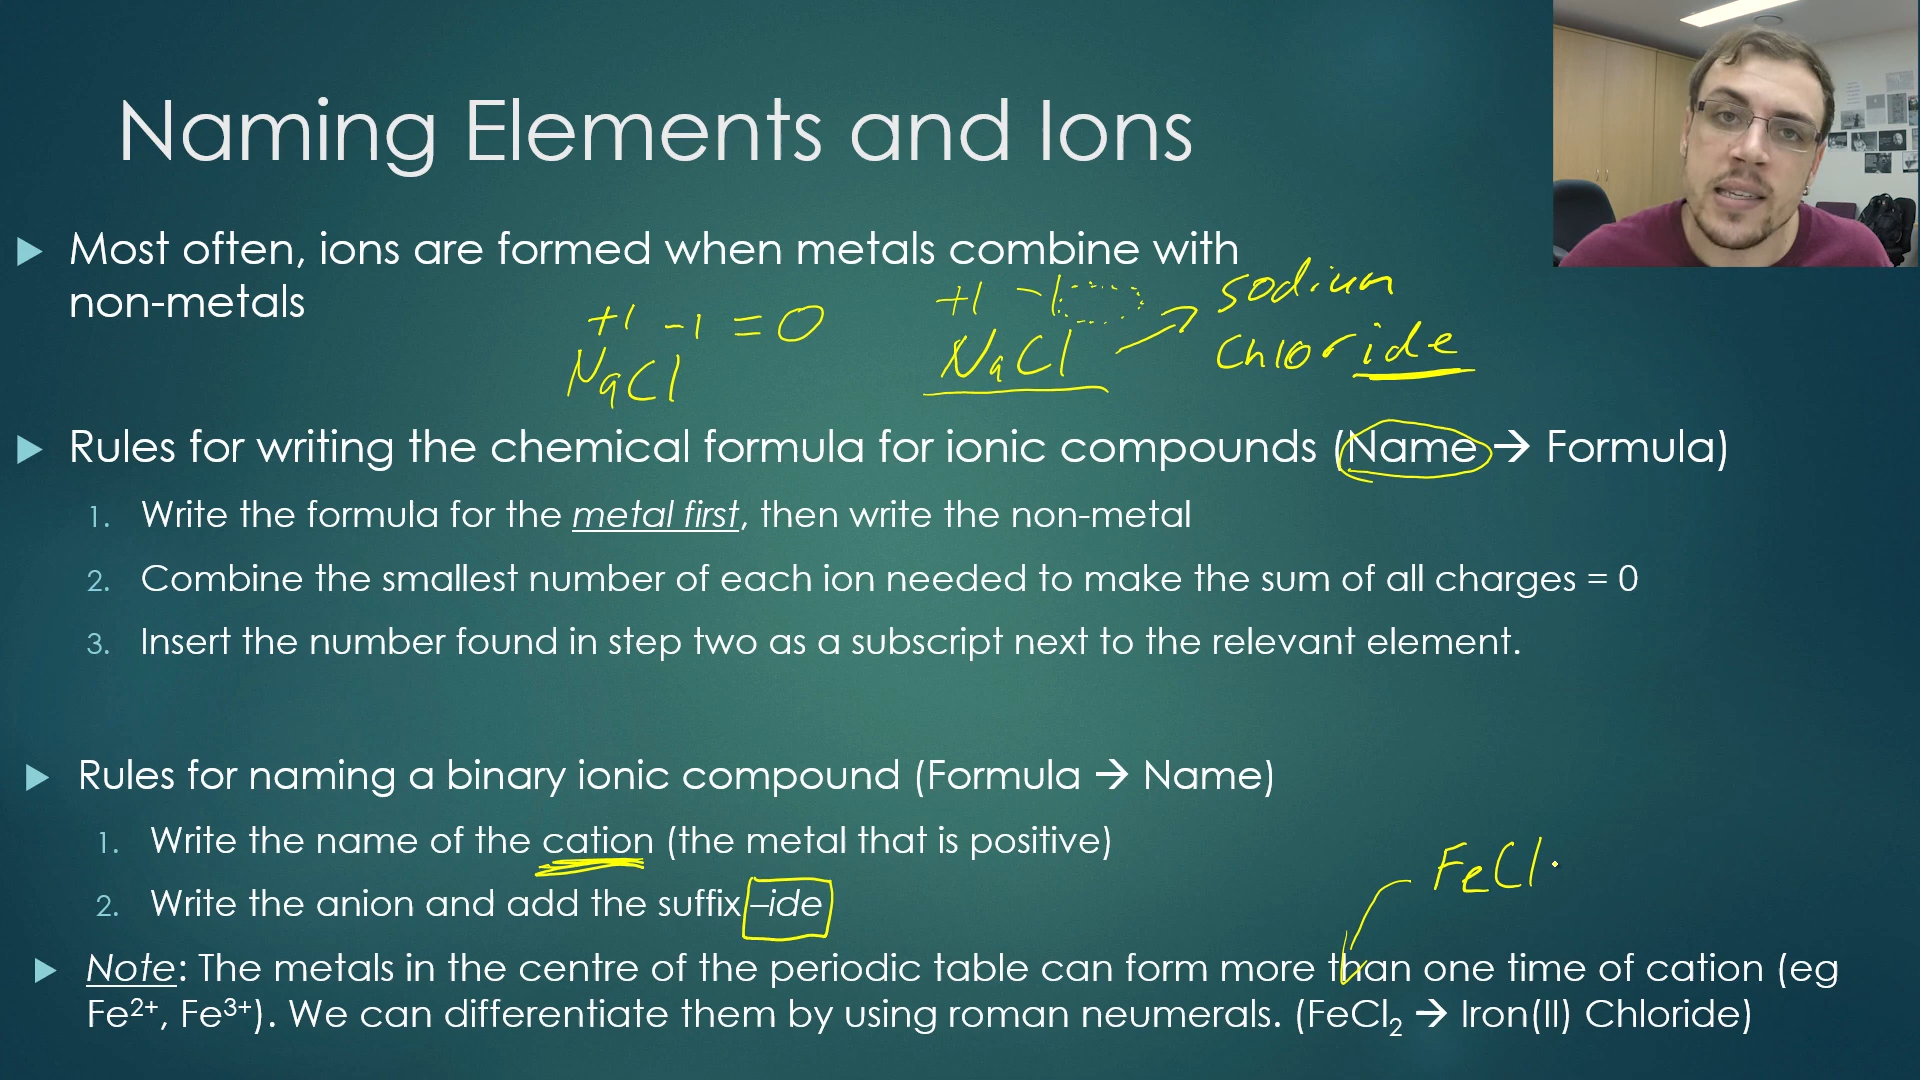 Naming Elements and Ions
▶ Most often, ions are formed when metals combine with
non-metals
+1 -1 = 0
NaCl
+1 -1
NaCl
sodium
chloride
▶ Rules for writing the chemical formula for ionic compounds (Name → Formula)
1. Write the formula for the metal first, then write the non-metal
2. Combine the smallest number of each ion needed to make the sum of all charges = 0
3. Insert the number found in step two as a subscript next to the relevant element.
▶ Rules for naming a binary ionic compound (Formula → Name)
1. Write the name of the cation (the metal that is positive)
2. Write the anion and add the suffix –ide
FeCl
▶ Note: The metals in the centre of the periodic table can form more than one time of cation (eg
Fe²⁺, Fe³⁺). We can differentiate them by using roman neumerals. (FeCl₂ → Iron(II) Chloride)